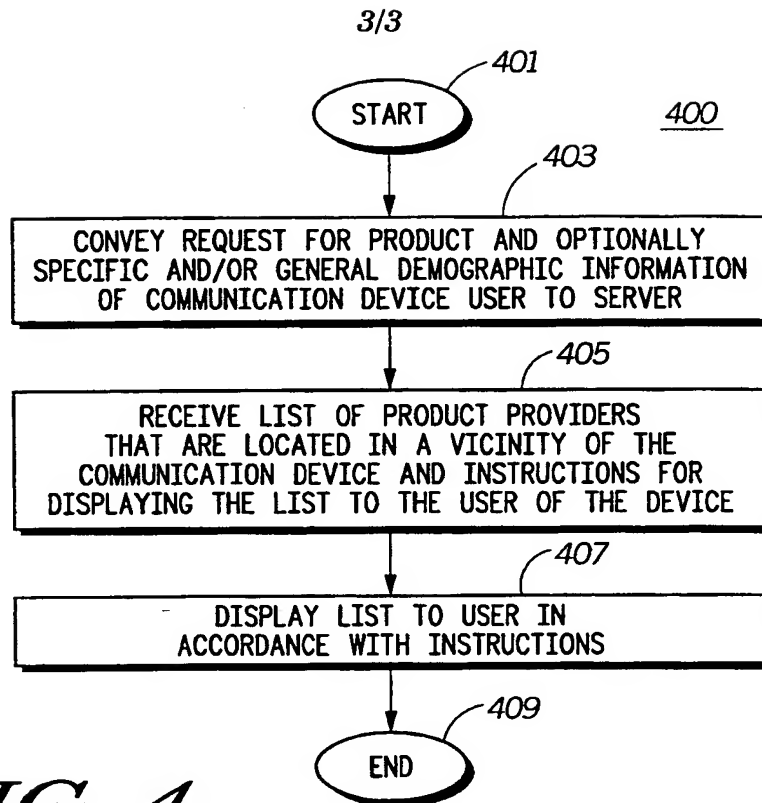 3/3
401
START
400
403
CONVEY REQUEST FOR PRODUCT AND OPTIONALLY
SPECIFIC AND/OR GENERAL DEMOGRAPHIC INFORMATION
OF COMMUNICATION DEVICE USER TO SERVER
405
RECEIVE LIST OF PRODUCT PROVIDERS
THAT ARE LOCATED IN A VICINITY OF THE
COMMUNICATION DEVICE AND INSTRUCTIONS FOR
DISPLAYING THE LIST TO THE USER OF THE DEVICE
407
DISPLAY LIST TO USER IN
ACCORDANCE WITH INSTRUCTIONS
409
END